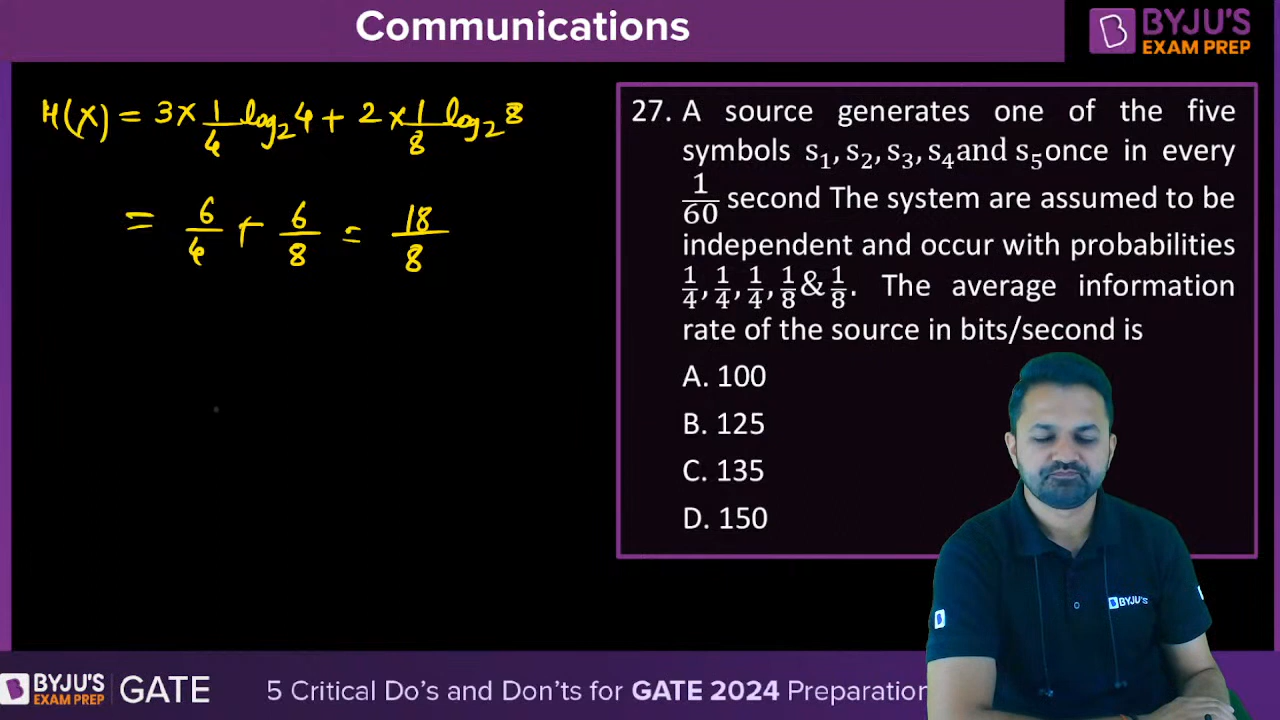 Communications
BYJU'S
EXAM PREP
H(X) = 3 × 1/4 log₂ 4 + 2 × 1/8 log₂ 8
= 6/4 + 6/8 = 18/8
27. A source generates one of the five
symbols s₁, s₂, s₃, s₄and s₅once in every
1/60 second The system are assumed to be
independent and occur with probabilities
1/4, 1/4, 1/4, 1/8 & 1/8. The average information
rate of the source in bits/second is
A. 100
B. 125
C. 135
D. 150
BYJU'S
BYJU'S
EXAM PREP
GATE
5 Critical Do's and Don'ts for GATE 2024 Preparation